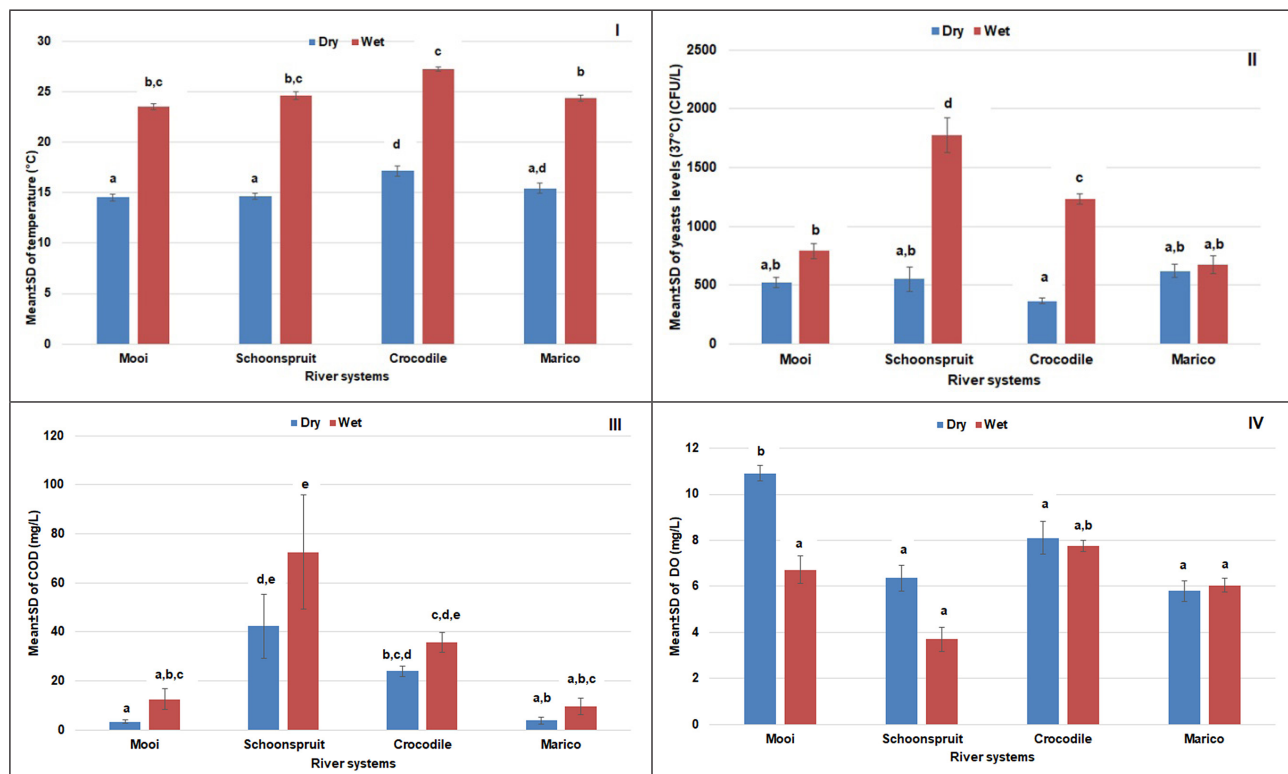 I
Dry Wet
30
25
20
15
10
5
0
Mean±SD of temperature (°C)
a
b,c
a
b,c
d
c
a,d
b
Mooi Schoonspruit Crocodile Marico
River systems
II
Dry Wet
2500
2000
1500
1000
500
0
Mean±SD of yeasts levels (37°C) (CFU/L)
a,b
b
a,b
d
a
c
a,b
a,b
Mooi Schoonspruit Crocodile Marico
River systems
III
Dry Wet
120
100
80
60
40
20
0
Mean±SD of COD (mg/L)
a
a,b,c
d,e
e
b,c,d
c,d,e
a,b
a,b,c
Mooi Schoonspruit Crocodile Marico
River systems
IV
Dry Wet
12
10
8
6
4
2
0
Mean±SD of DO (mg/L)
b
a
a
a
a
a,b
a
a
Mooi Schoonspruit Crocodile Marico
River systems